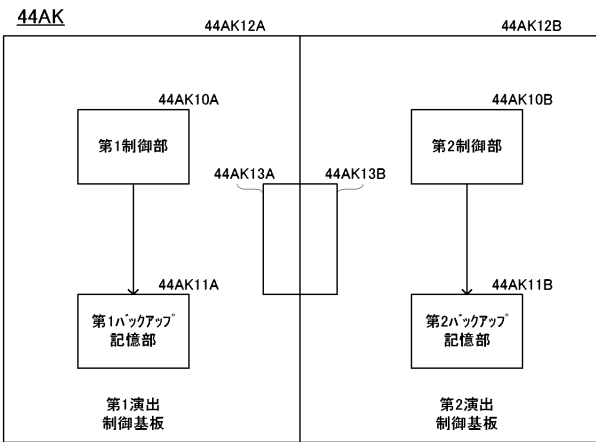 44AK
44AK12A
44AK12B
44AK10A
44AK10B
第1制御部
第2制御部
44AK13A
44AK13B
44AK11A
44AK11B
第1ﾊﾞｯｸｱｯﾌﾟ
記憶部
第2ﾊﾞｯｸｱｯﾌﾟ
記憶部
第1演出
制御基板
第2演出
制御基板